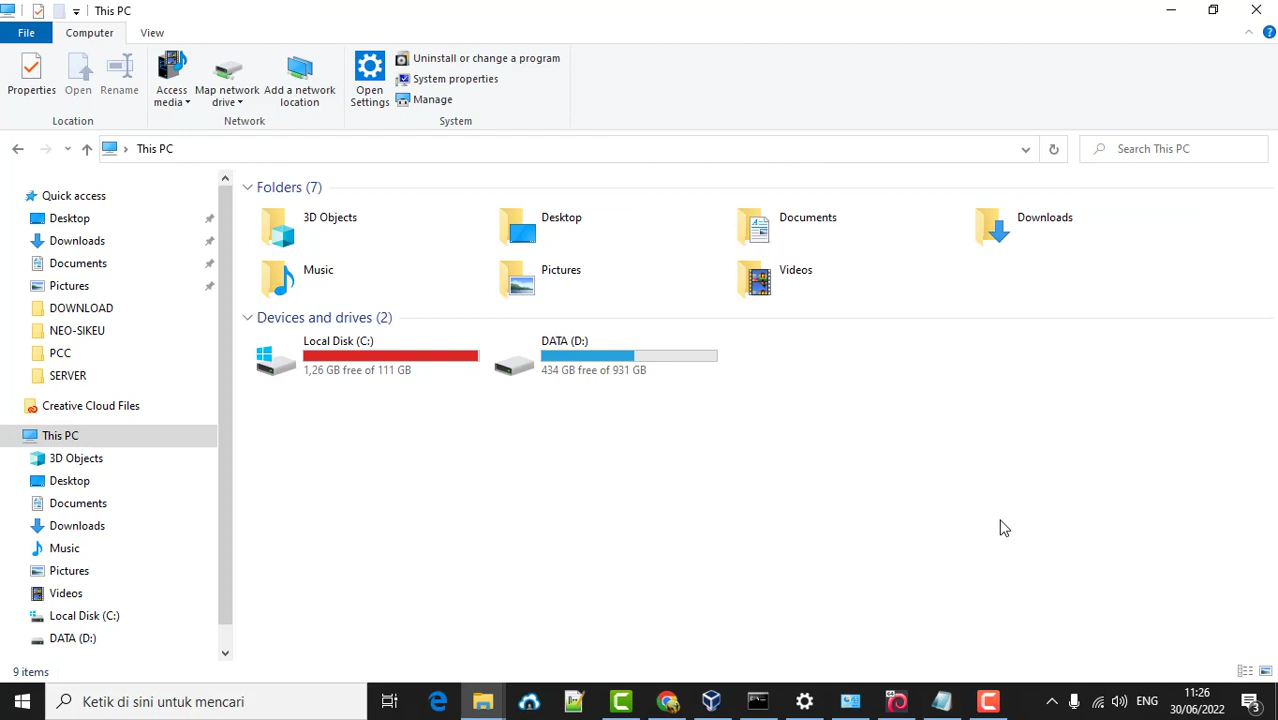 This PC
File
Computer
View
Properties
Open
Rename
Access media
Map network drive
Add a network location
Open Settings
Uninstall or change a program
System properties
Manage
Location
Network
System
This PC
Search This PC
Quick access
Desktop
Downloads
Documents
Pictures
DOWNLOAD
NEO-SIKEU
PCC
SERVER
Creative Cloud Files
This PC
3D Objects
Desktop
Documents
Downloads
Music
Pictures
Videos
Local Disk (C:)
DATA (D:)
Folders (7)
3D Objects
Desktop
Documents
Downloads
Music
Pictures
Videos
Devices and drives (2)
Local Disk (C:)
1,26 GB free of 111 GB
DATA (D:)
434 GB free of 931 GB
9 items
Ketik di sini untuk mencari
64
ENG
11:26
30/06/2022
3